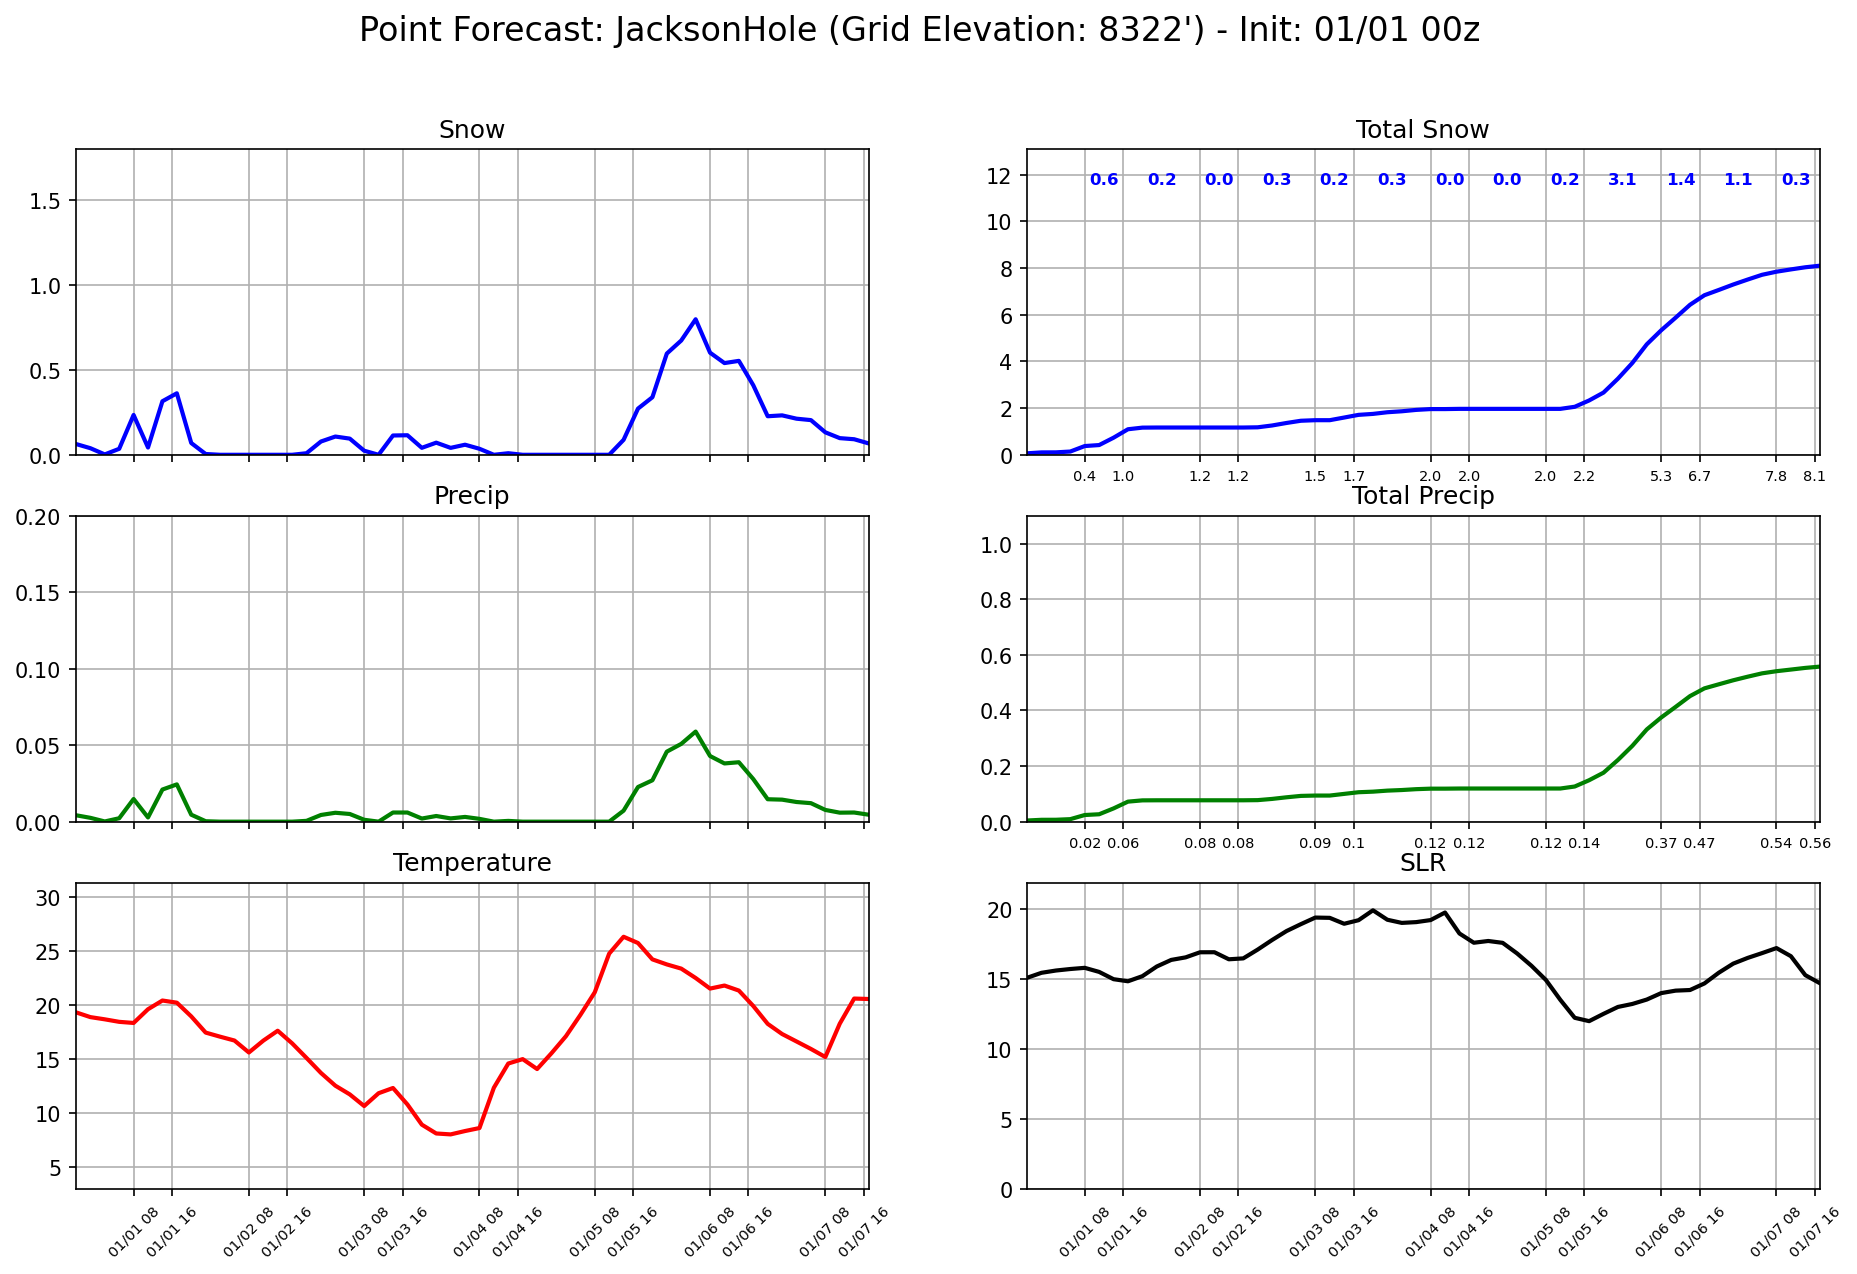 Point Forecast: JacksonHole (Grid Elevation: 8322') - Init: 01/01 00z
Snow
1.5
1.0
0.5
0.0
Total Snow
12
10
8
6
4
2
0
0.6 0.2 0.0 0.3 0.2 0.3 0.0 0.0 0.2 3.1 1.4 1.1 0.3
0.4 1.0 1.2 1.2 1.5 1.7 2.0 2.0 2.0 2.2 5.3 6.7 7.8 8.1
Precip
0.20
0.15
0.10
0.05
0.00
Total Precip
1.0
0.8
0.6
0.4
0.2
0.0
0.02 0.06 0.08 0.08 0.09 0.1 0.12 0.12 0.12 0.14 0.37 0.47 0.54 0.56
Temperature
30
25
20
15
10
5
01/01 08 01/01 16 01/02 08 01/02 16 01/03 08 01/03 16 01/04 08 01/04 16 01/05 08 01/05 16 01/06 08 01/06 16 01/07 08 01/07 16
SLR
20
15
10
5
0
01/01 08 01/01 16 01/02 08 01/02 16 01/03 08 01/03 16 01/04 08 01/04 16 01/05 08 01/05 16 01/06 08 01/06 16 01/07 08 01/07 16